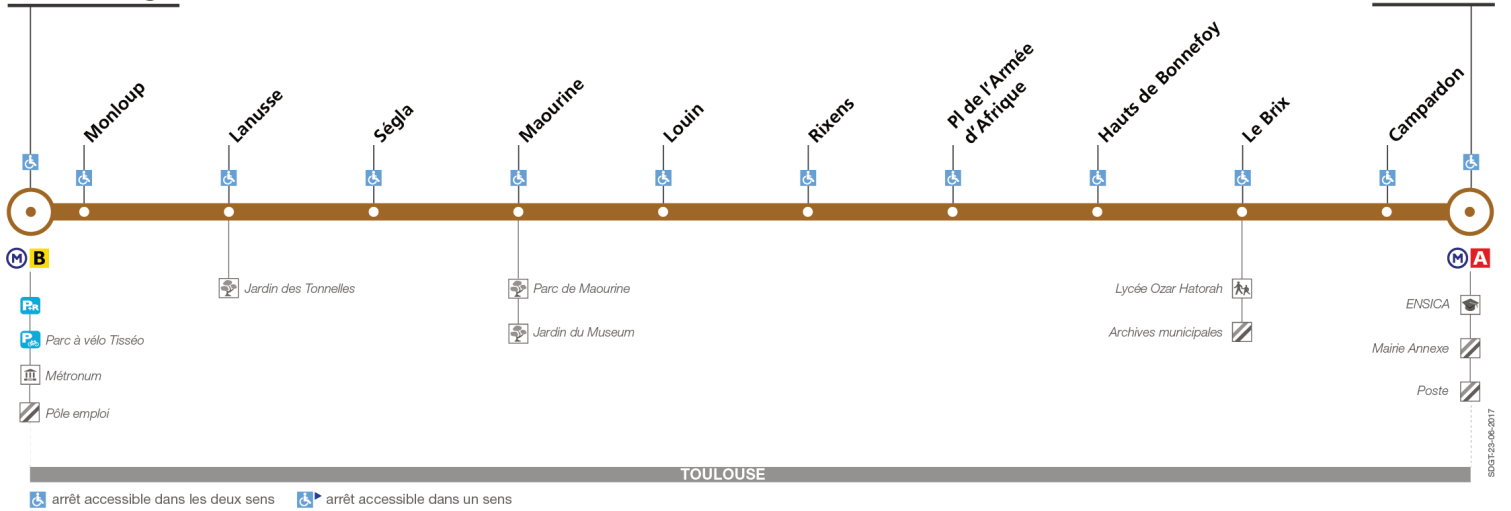 Monloup
Lanusse
Ségla
Maourine
Louin
Rixens
Pl de l'Armée
d'Afrique
Hauts de Bonnefoy
Le Brix
Campardon
M B
M A
P+R
P
Parc à vélo Tisséo
Métronum
Pôle emploi
Jardin des Tonnelles
Parc de Maourine
Jardin du Museum
Lycée Ozar Hatorah
Archives municipales
ENSICA
Mairie Annexe
Poste
SDGT-23-06-2017
TOULOUSE
arrêt accessible dans les deux sens
arrêt accessible dans un sens